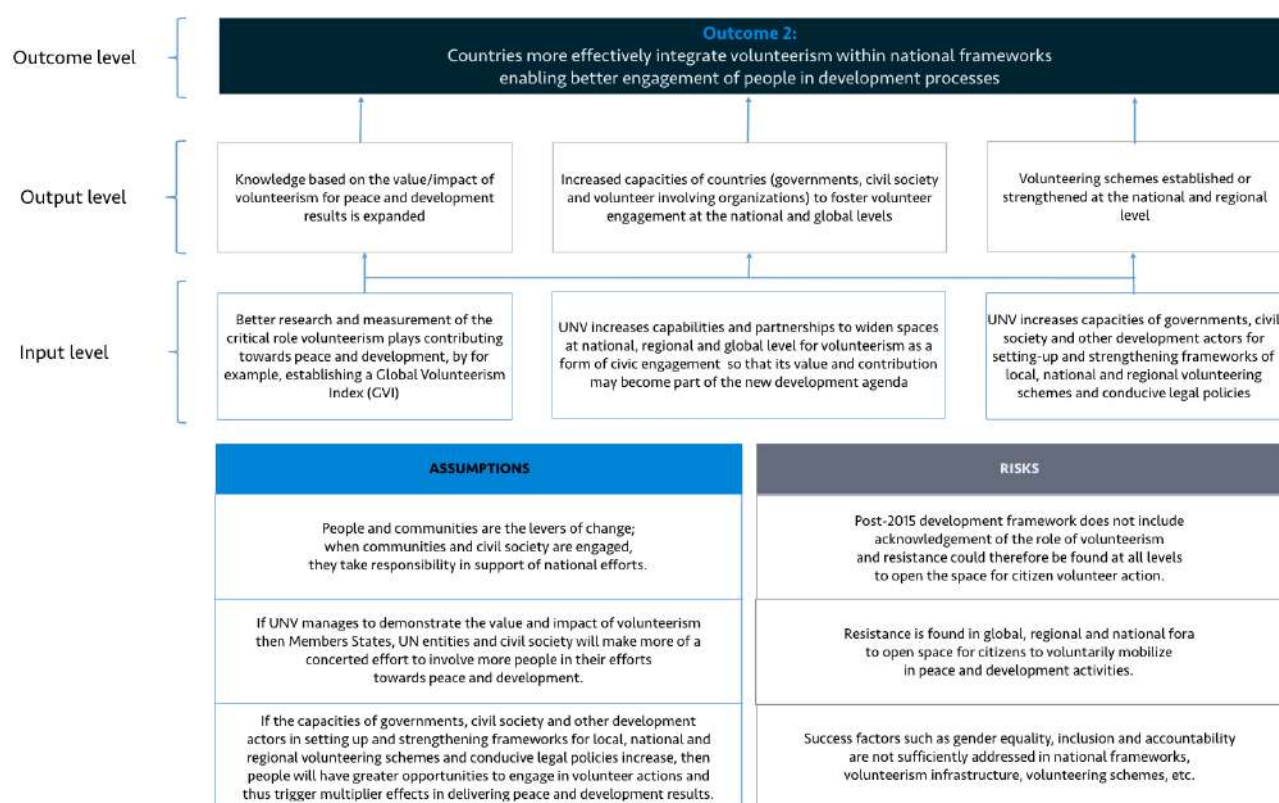 Outcome level
Outcome 2:
Countries more effectively integrate volunteerism within national frameworks
enabling better engagement of people in development processes
Output level
Knowledge based on the value/impact of
volunteerism for peace and development
results is expanded
Increased capacities of countries (governments, civil society
and volunteer involving organizations) to foster volunteer
engagement at the national and global levels
Volunteering schemes established or
strengthened at the national and regional
level
Input level
Better research and measurement of the
critical role volunteerism plays contributing
towards peace and development, by for
example, establishing a Global Volunteerism
Index (GVI)
UNV increases capabilities and partnerships to widen spaces
at national, regional and global level for volunteerism as a
form of civic engagement so that its value and contribution
may become part of the new development agenda
UNV increases capacities of governments, civil
society and other development actors for
setting-up and strengthening frameworks of
local, national and regional volunteering
schemes and conducive legal policies
ASSUMPTIONS
People and communities are the levers of change;
when communities and civil society are engaged,
they take responsibility in support of national efforts.
If UNV manages to demonstrate the value and impact of volunteerism
then Members States, UN entities and civil society will make more of a
concerted effort to involve more people in their efforts
towards peace and development.
If the capacities of governments, civil society and other development
actors in setting up and strengthening frameworks for local, national and
regional volunteering schemes and conducive legal policies increase, then
people will have greater opportunities to engage in volunteer actions and
thus trigger multiplier effects in delivering peace and development results.
RISKS
Post-2015 development framework does not include
acknowledgement of the role of volunteerism
and resistance could therefore be found at all levels
to open the space for citizen volunteer action.
Resistance is found in global, regional and national fora
to open space for citizens to voluntarily mobilize
in peace and development activities.
Success factors such as gender equality, inclusion and accountability
are not sufficiently addressed in national frameworks,
volunteerism infrastructure, volunteering schemes, etc.